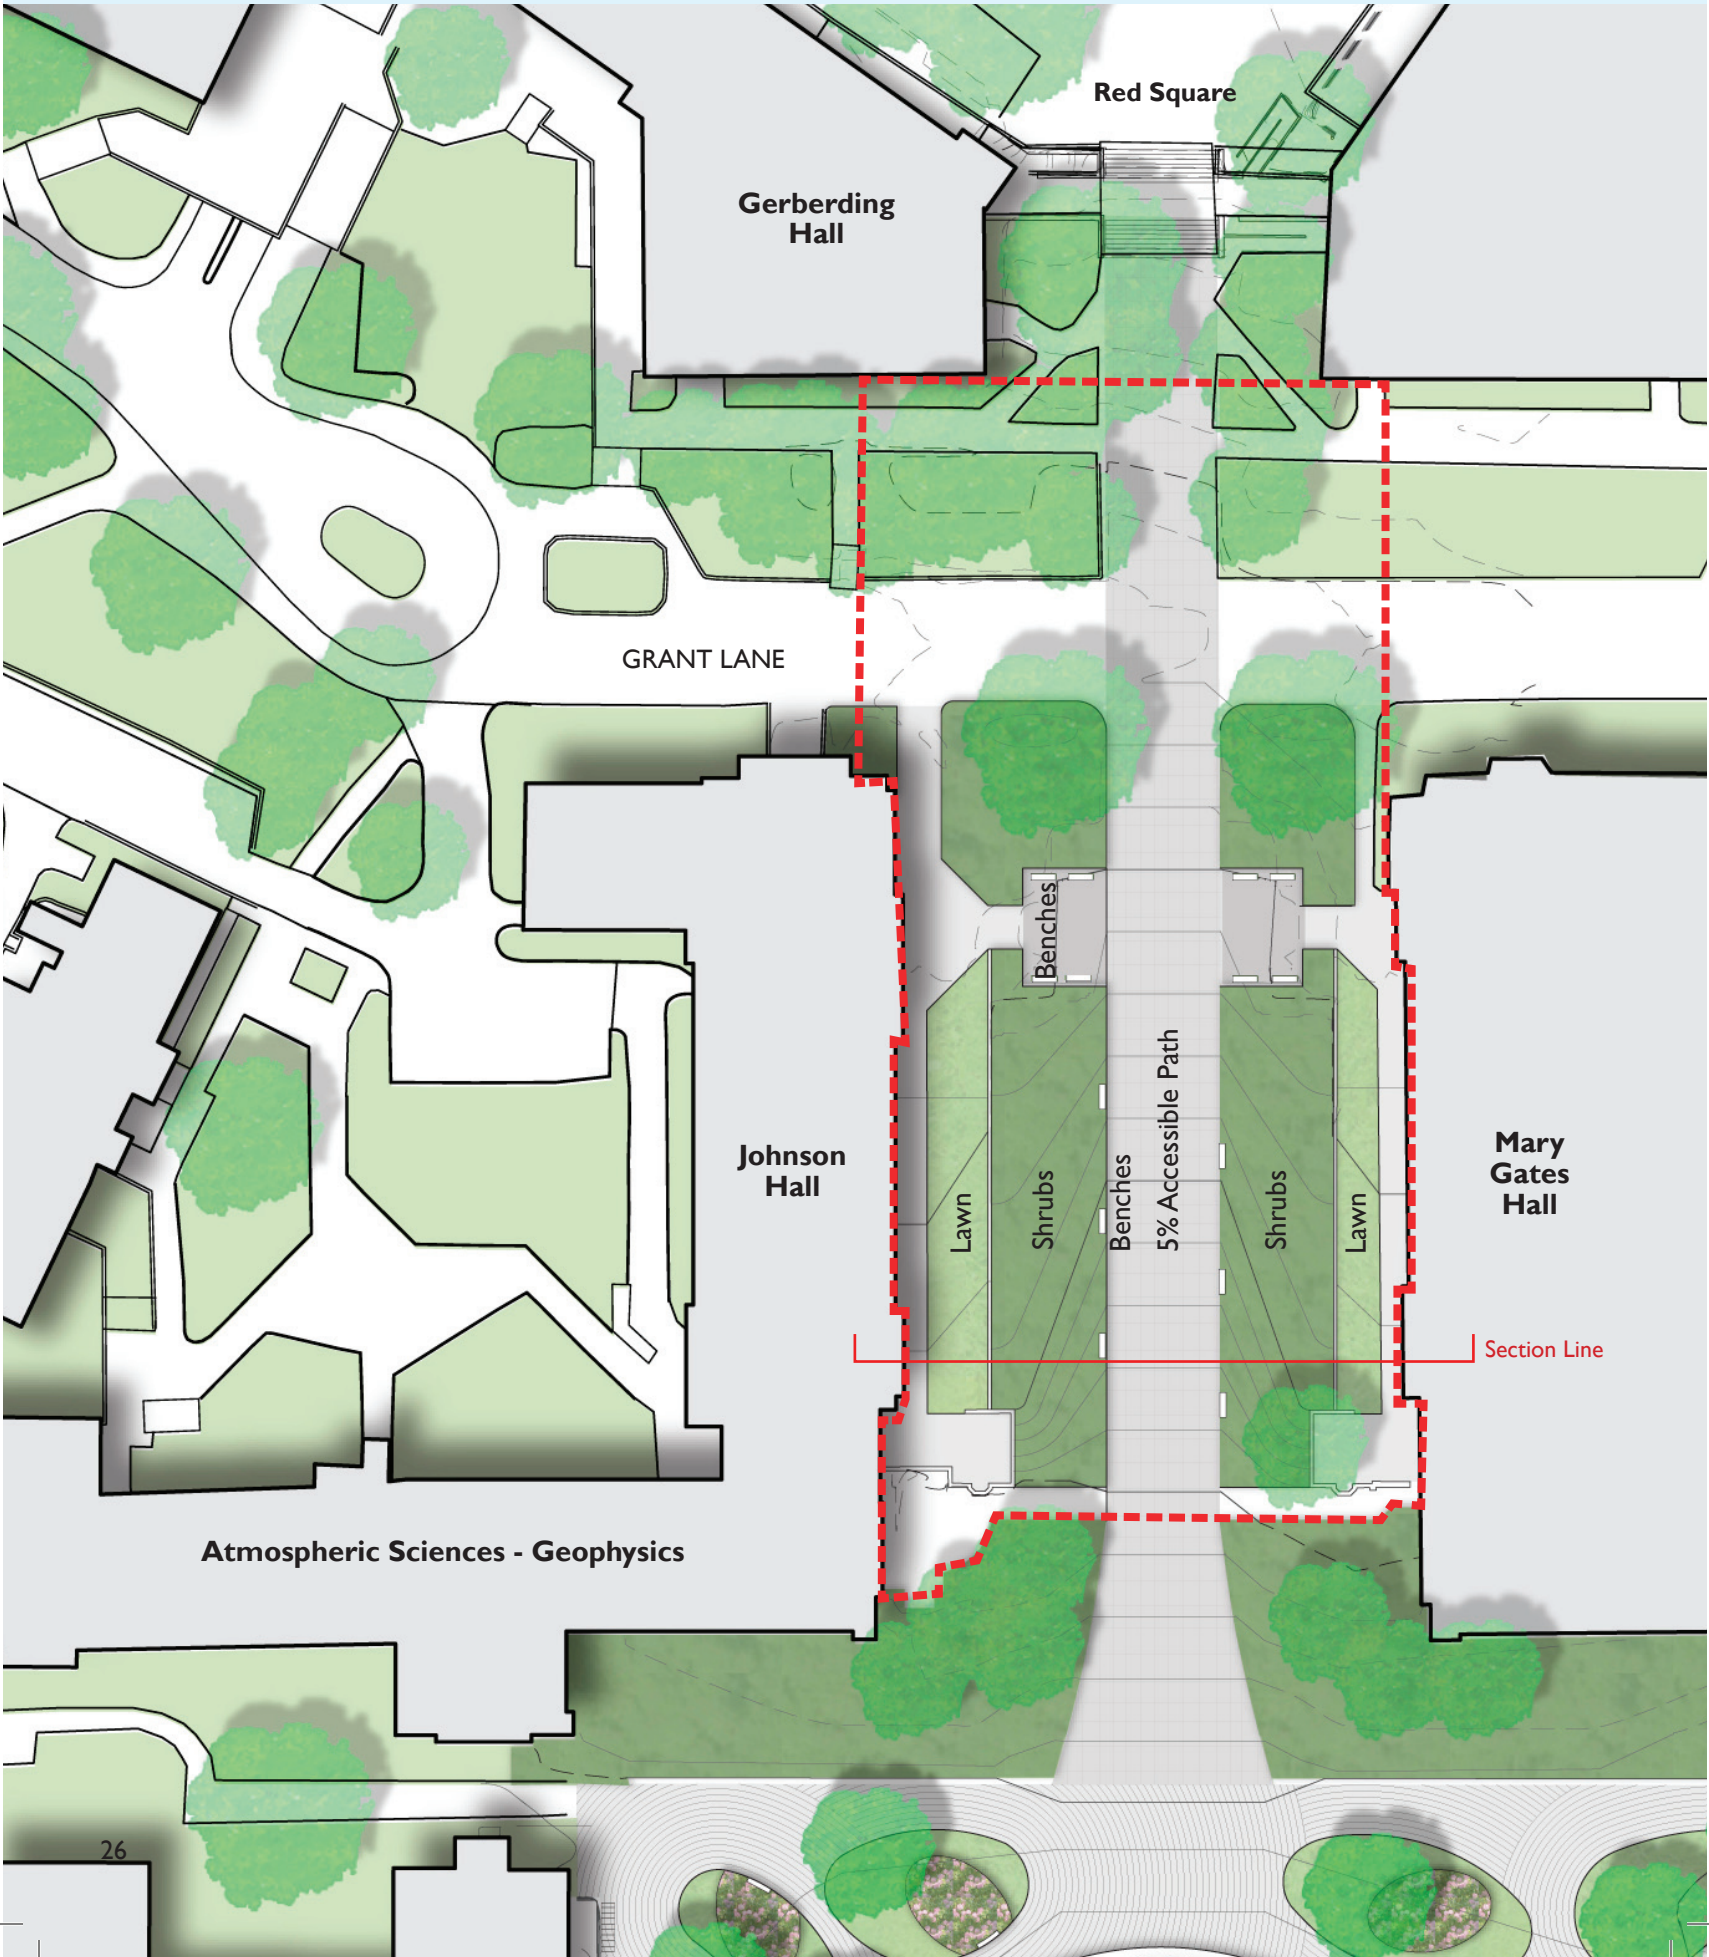 Red Square
Gerberding
Hall
GRANT LANE
Benches
Johnson
Hall
Lawn
Shrubs
Benches
5% Accessible Path
Shrubs
Lawn
Mary
Gates
Hall
Section Line
Atmospheric Sciences - Geophysics
26